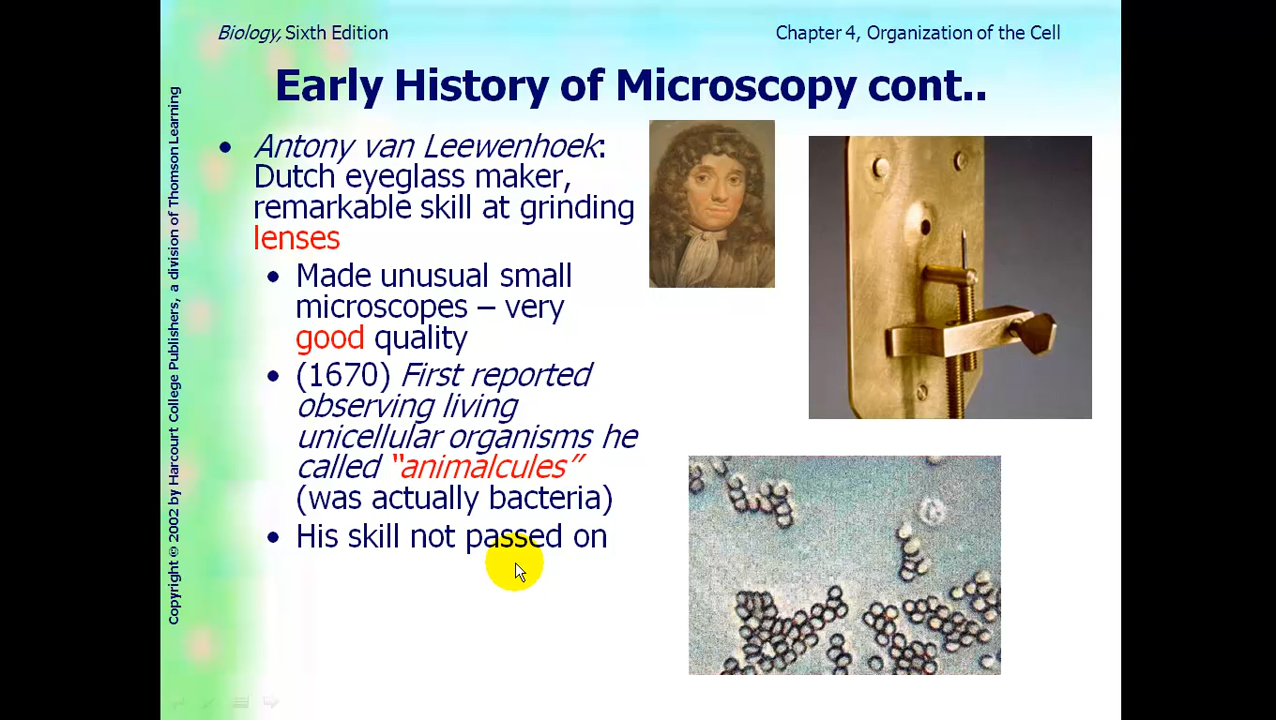 Biology, Sixth Edition
Chapter 4, Organization of the Cell
Early History of Microscopy cont..
Copyright © 2002 by Harcourt College Publishers, a division of Thomson Learning
• Antony van Leewenhoek:
Dutch eyeglass maker,
remarkable skill at grinding
lenses
• Made unusual small
microscopes – very
good quality
• (1670) First reported
observing living
unicellular organisms he
called “animalcules”
(was actually bacteria)
• His skill not passed on